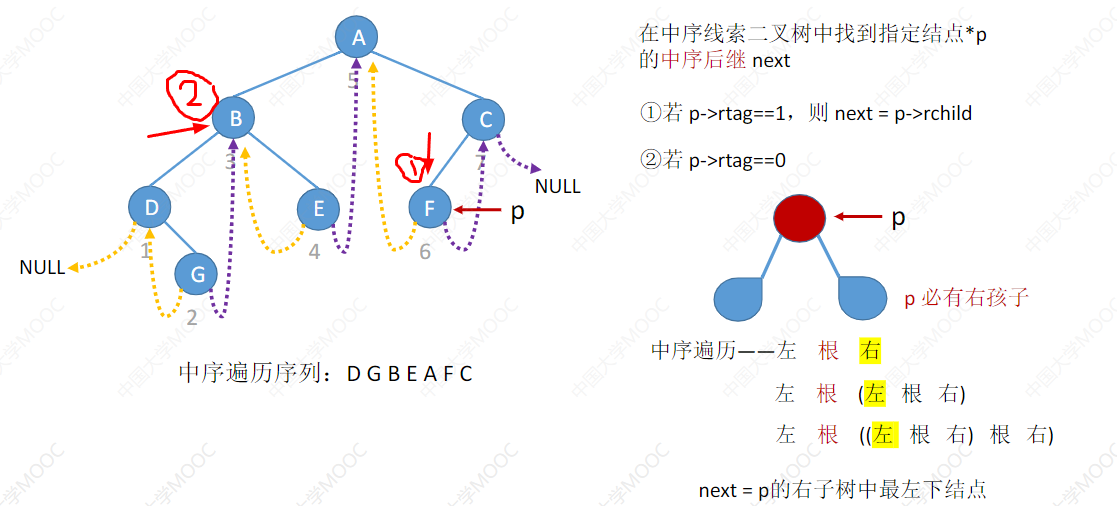 A
5
②
B
3
C
7
NULL
①
D
1
E
4
F
6
p
NULL
G
2
中序遍历序列：D G B E A F C
在中序线索二叉树中找到指定结点*p
的中序后继 next
①若 p->rtag==1，则 next = p->rchild
②若 p->rtag==0
p
p 必有右孩子
中序遍历——左 根 右
左 根 (左 根 右)
左 根 ((左 根 右) 根 右)
next = p的右子树中最左下结点
中国大学MOOC